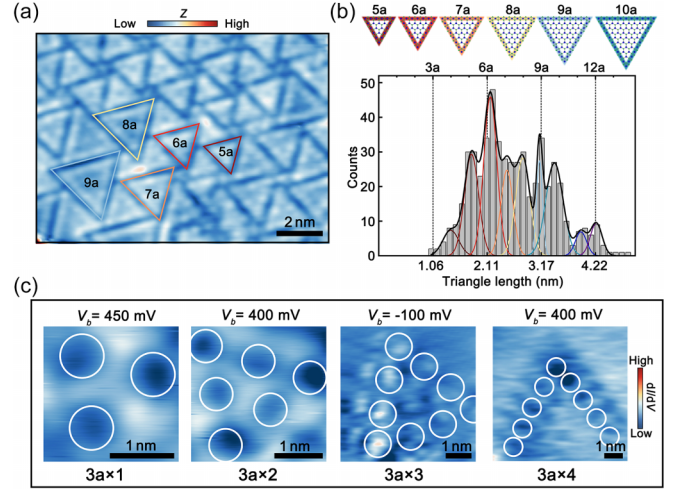 (a)
Z
Low High
8a
6a
5a
9a
7a
2 nm
(b)
5a 6a 7a 8a 9a 10a
3a 6a 9a 12a
50
40
30
20
10
0
Counts
1.06 2.11 3.17 4.22
Triangle length (nm)
(c)
V_b = 450 mV V_b = 400 mV V_b = -100 mV V_b = 400 mV
High
dI/dV
Low
1 nm 1 nm 1 nm 1 nm
3a×1 3a×2 3a×3 3a×4